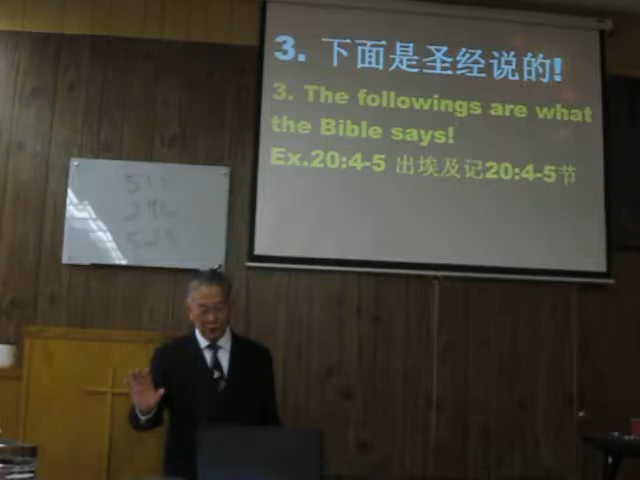 3. 下面是圣经说的!
3. The followings are what
the Bible says!
Ex.20:4-5 出埃及记20:4-5节